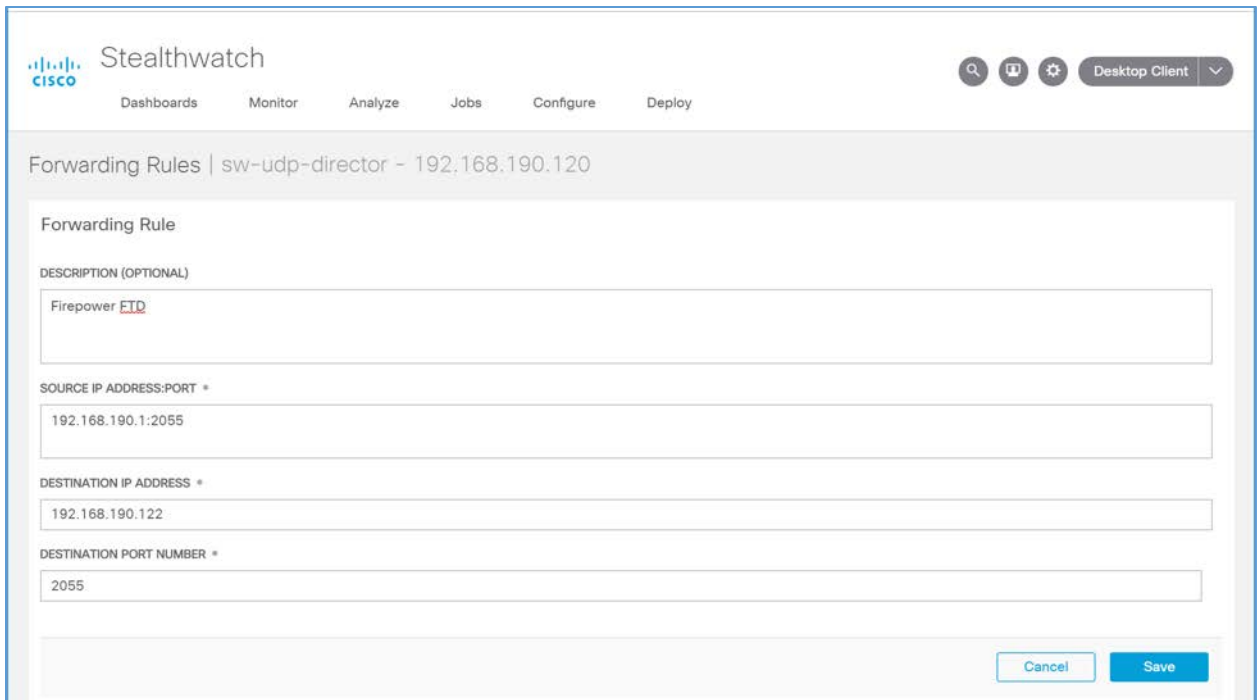 Stealthwatch
CISCO
Desktop Client
Dashboards Monitor Analyze Jobs Configure Deploy
Forwarding Rules | sw-udp-director - 192.168.190.120
Forwarding Rule
DESCRIPTION (OPTIONAL)
Firepower FTD
SOURCE IP ADDRESS:PORT *
192.168.190.1:2055
DESTINATION IP ADDRESS *
192.168.190.122
DESTINATION PORT NUMBER *
2055
Cancel Save